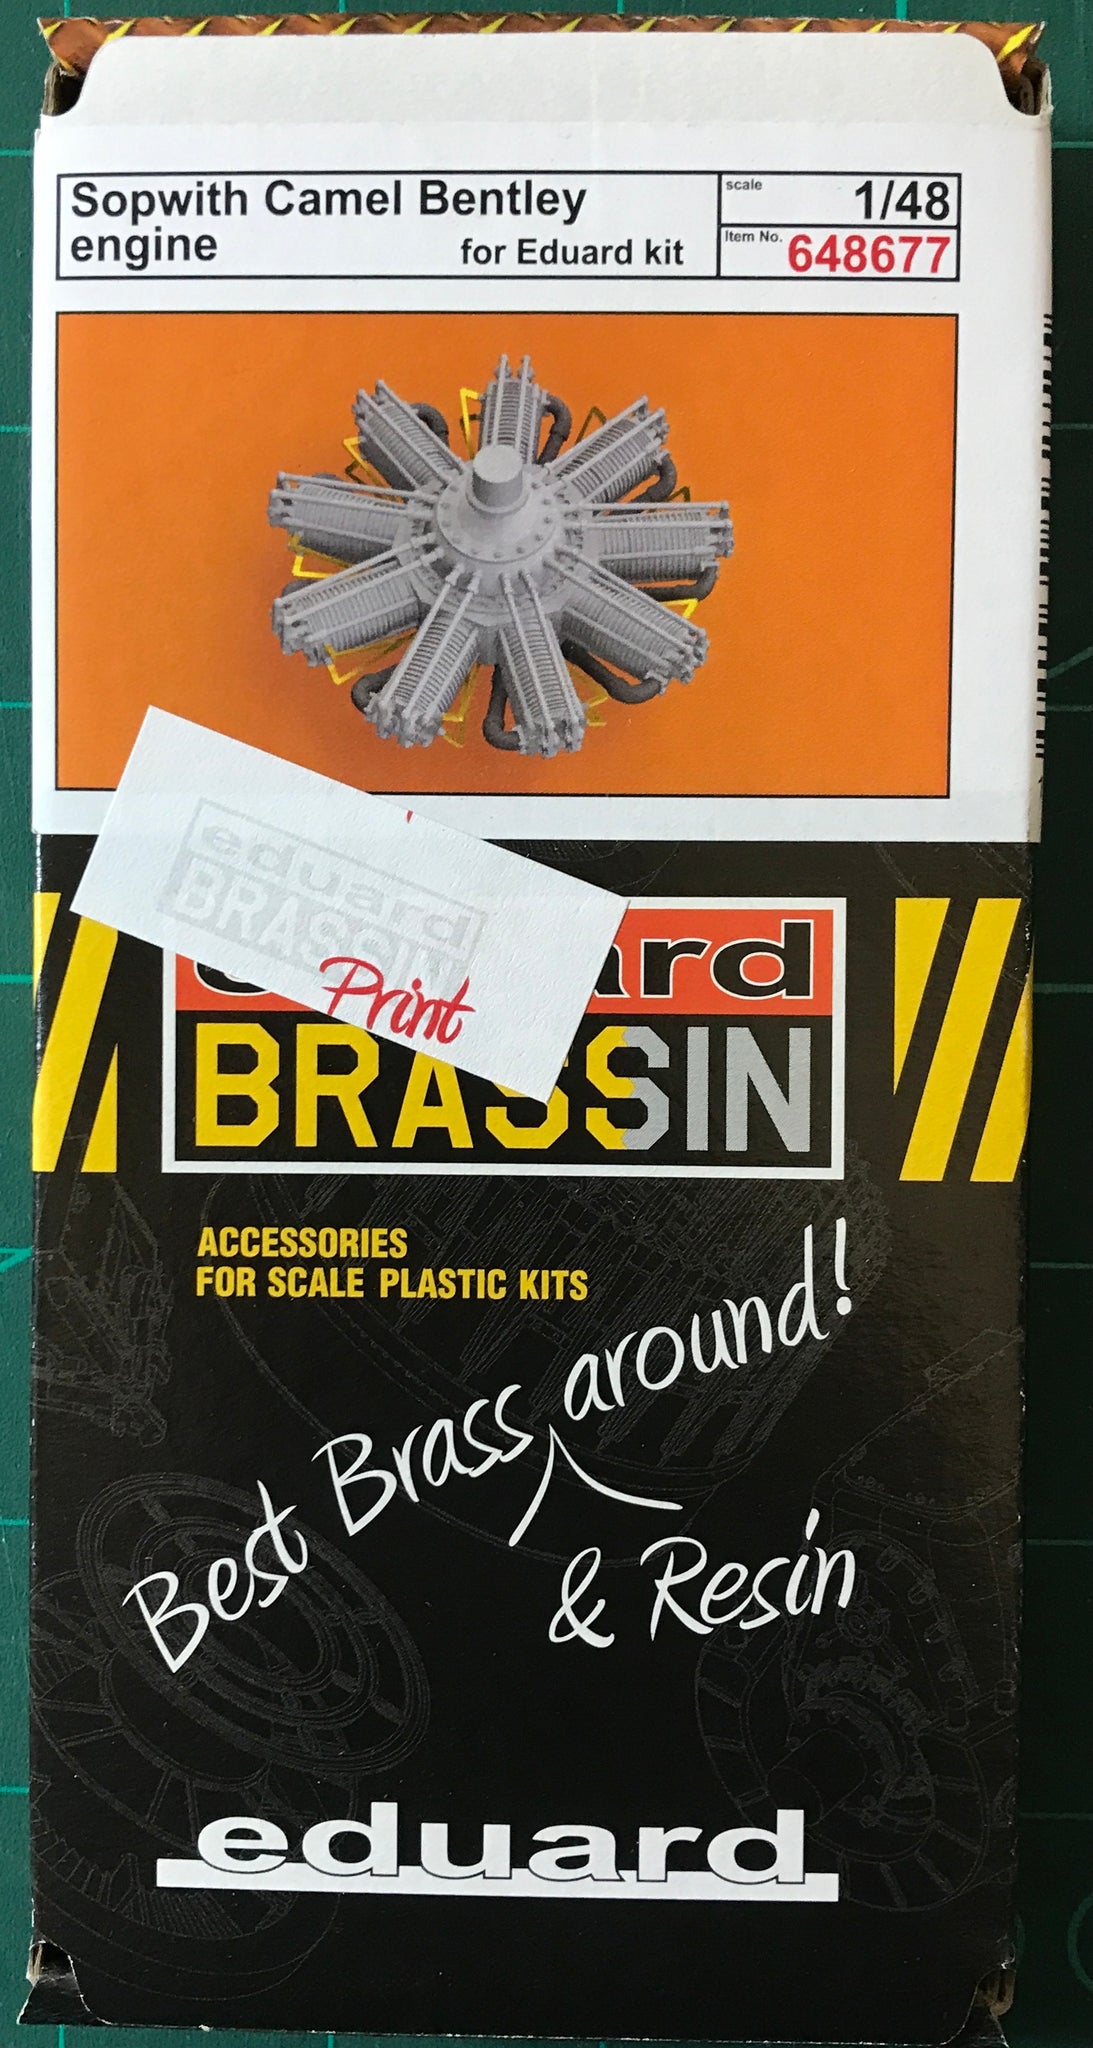 Sopwith Camel Bentley
engine
for Eduard kit
scale
1/48
Item No.
648677
eduard
BRASSIN
Print
rd
BRASSIN
ACCESSORIES
FOR SCALE PLASTIC KITS
Best Brass around!
& Resin
eduard